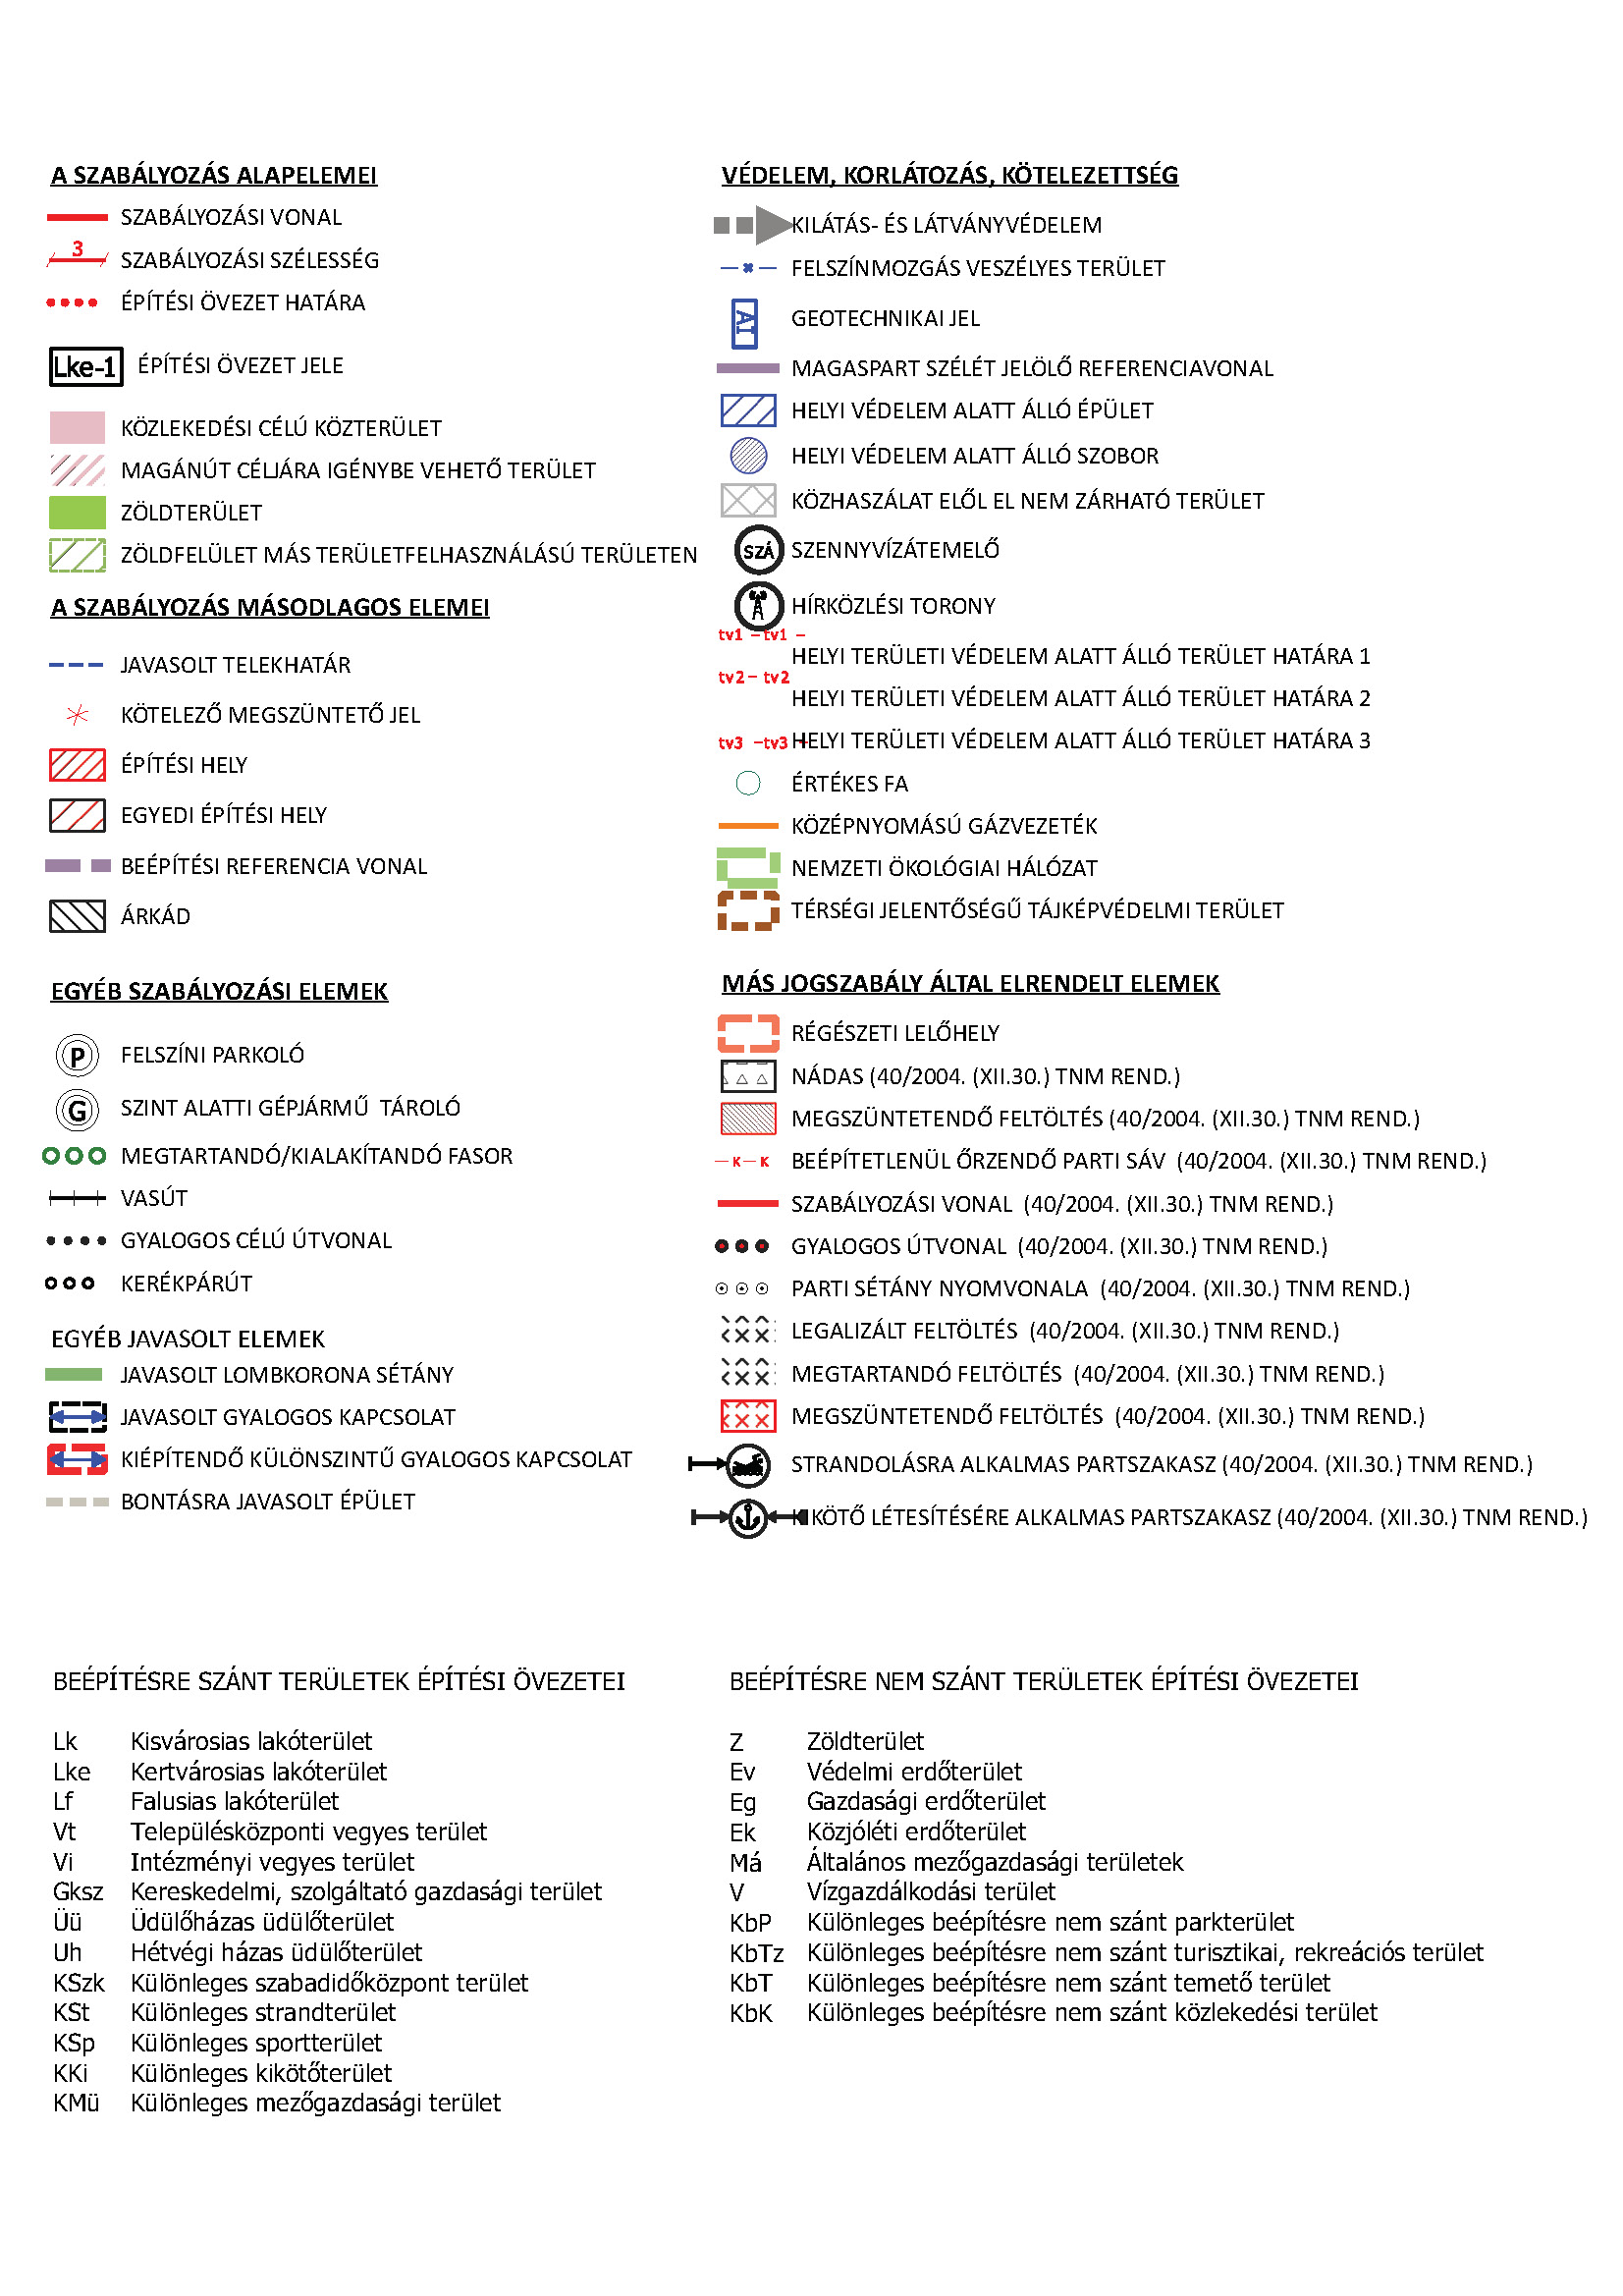 A SZABÁLYOZÁS ALAPELEMEI
SZABÁLYOZÁSI VONAL
3
SZABÁLYOZÁSI SZÉLESSÉG
ÉPÍTÉSI ÖVEZET HATÁRA
Lke-1 ÉPÍTÉSI ÖVEZET JELE
KÖZLEKEDÉSI CÉLÚ KÖZTERÜLET
MAGÁNÚT CÉLJÁRA IGÉNYBE VEHETŐ TERÜLET
ZÖLDTERÜLET
ZÖLDFELÜLET MÁS TERÜLETFELHASZNÁLÁSÚ TERÜLETEN
A SZABÁLYOZÁS MÁSODLAGOS ELEMEI
JAVASOLT TELEKHATÁR
KÖTELEZŐ MEGSZÜNTETŐ JEL
ÉPÍTÉSI HELY
EGYEDI ÉPÍTÉSI HELY
BEÉPÍTÉSI REFERENCIA VONAL
ÁRKÁD
EGYÉB SZABÁLYOZÁSI ELEMEK
P FELSZÍNI PARKOLÓ
G SZINT ALATTI GÉPJÁRMŰ  TÁROLÓ
MEGTARTANDÓ/KIALAKÍTANDÓ FASOR
VASÚT
GYALOGOS CÉLÚ ÚTVONAL
KERÉKPÁRÚT
EGYÉB JAVASOLT ELEMEK
JAVASOLT LOMBKORONA SÉTÁNY
JAVASOLT GYALOGOS KAPCSOLAT
KIÉPÍTENDŐ KÜLÖNSZINTŰ GYALOGOS KAPCSOLAT
BONTÁSRA JAVASOLT ÉPÜLET
VÉDELEM, KORLÁTOZÁS, KÖTELEZETTSÉG
KILÁTÁS- ÉS LÁTVÁNYVÉDELEM
FELSZÍNMOZGÁS VESZÉLYES TERÜLET
AI GEOTECHNIKAI JEL
MAGASPART SZÉLÉT JELÖLŐ REFERENCIAVONAL
HELYI VÉDELEM ALATT ÁLLÓ ÉPÜLET
HELYI VÉDELEM ALATT ÁLLÓ SZOBOR
KÖZHASZÁLAT ELŐL EL NEM ZÁRHATÓ TERÜLET
SZÁ SZENNYVÍZÁTEMELŐ
HÍRKÖZLÉSI TORONY
tv1 –tv1 –
HELYI TERÜLETI VÉDELEM ALATT ÁLLÓ TERÜLET HATÁRA 1
tv2– tv2
HELYI TERÜLETI VÉDELEM ALATT ÁLLÓ TERÜLET HATÁRA 2
tv3 –tv3 – HELYI TERÜLETI VÉDELEM ALATT ÁLLÓ TERÜLET HATÁRA 3
ÉRTÉKES FA
KÖZÉPNYOMÁSÚ GÁZVEZETÉK
NEMZETI ÖKOLÓGIAI HÁLÓZAT
TÉRSÉGI JELENTŐSÉGŰ TÁJKÉPVÉDELMI TERÜLET
MÁS JOGSZABÁLY ÁLTAL ELRENDELT ELEMEK
RÉGÉSZETI LELŐHELY
NÁDAS (40/2004. (XII.30.) TNM REND.)
MEGSZÜNTETENDŐ FELTÖLTÉS (40/2004. (XII.30.) TNM REND.)
K K BEÉPÍTETLENÜL ŐRZENDŐ PARTI SÁV  (40/2004. (XII.30.) TNM REND.)
SZABÁLYOZÁSI VONAL  (40/2004. (XII.30.) TNM REND.)
GYALOGOS ÚTVONAL  (40/2004. (XII.30.) TNM REND.)
PARTI SÉTÁNY NYOMVONALA  (40/2004. (XII.30.) TNM REND.)
LEGALIZÁLT FELTÖLTÉS  (40/2004. (XII.30.) TNM REND.)
MEGTARTANDÓ FELTÖLTÉS  (40/2004. (XII.30.) TNM REND.)
MEGSZÜNTETENDŐ FELTÖLTÉS  (40/2004. (XII.30.) TNM REND.)
STRANDOLÁSRA ALKALMAS PARTSZAKASZ (40/2004. (XII.30.) TNM REND.)
KIKÖTŐ LÉTESÍTÉSÉRE ALKALMAS PARTSZAKASZ (40/2004. (XII.30.) TNM REND.)
BEÉPÍTÉSRE SZÁNT TERÜLETEK ÉPÍTÉSI ÖVEZETEI
Lk Kisvárosias lakóterület
Lke Kertvárosias lakóterület
Lf Falusias lakóterület
Vt Településközponti vegyes terület
Vi Intézményi vegyes terület
Gksz Kereskedelmi, szolgáltató gazdasági terület
Üü Üdülőházas üdülőterület
Uh Hétvégi házas üdülőterület
KSzk Különleges szabadidőközpont terület
KSt Különleges strandterület
KSp Különleges sportterület
KKi Különleges kikötőterület
KMü Különleges mezőgazdasági terület
BEÉPÍTÉSRE NEM SZÁNT TERÜLETEK ÉPÍTÉSI ÖVEZETEI
Z Zöldterület
Ev Védelmi erdőterület
Eg Gazdasági erdőterület
Ek Közjóléti erdőterület
Má Általános mezőgazdasági területek
V Vízgazdálkodási terület
KbP Különleges beépítésre nem szánt parkterület
KbTz Különleges beépítésre nem szánt turisztikai, rekreációs terület
KbT Különleges beépítésre nem szánt temető terület
KbK Különleges beépítésre nem szánt közlekedési terület